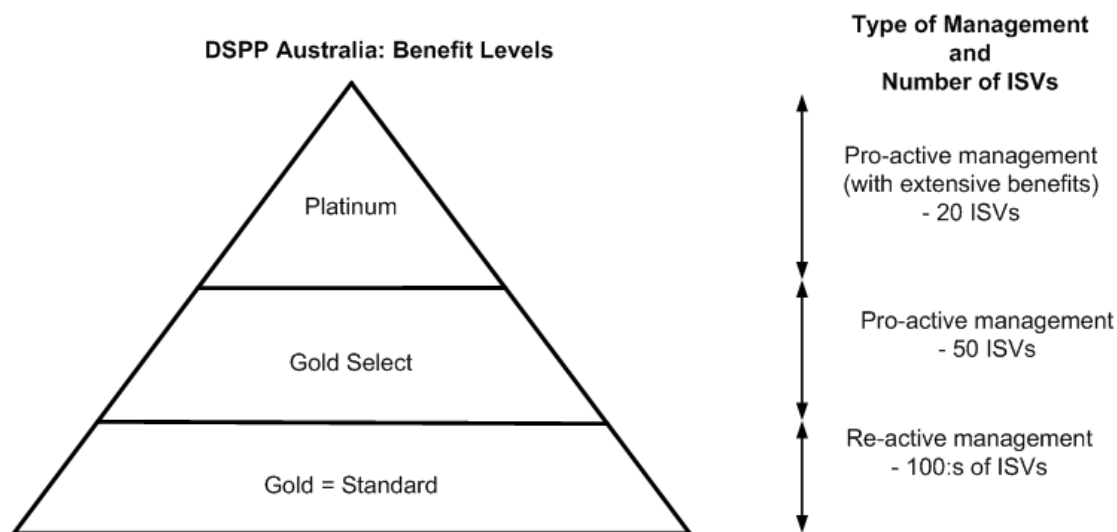 DSPP Australia: Benefit Levels
Type of Management
and
Number of ISVs
Platinum
Pro-active management
(with extensive benefits)
- 20 ISVs
Gold Select
Pro-active management
- 50 ISVs
Gold = Standard
Re-active management
- 100:s of ISVs